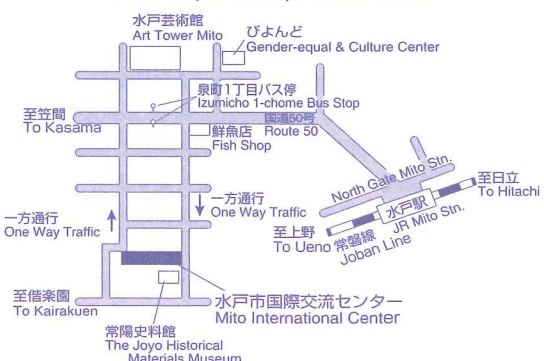 水戸芸術館
Art Tower Mito
びよんど
Gender-equal & Culture Center
泉町1丁目バス停
Izumicho 1-chome Bus Stop
至笠間
To Kasama
国道50号
Route 50
鮮魚店
Fish Shop
North Gate Mito Stn.
至日立
To Hitachi
水戸駅
JR Mito Stn.
一方通行
One Way Traffic
一方通行
One Way Traffic
至上野
To Ueno
常磐線
Joban Line
至偕楽園
To Kairakuen
水戸市国際交流センター
Mito International Center
常陽史料館
The Joyo Historical
Materials Museum